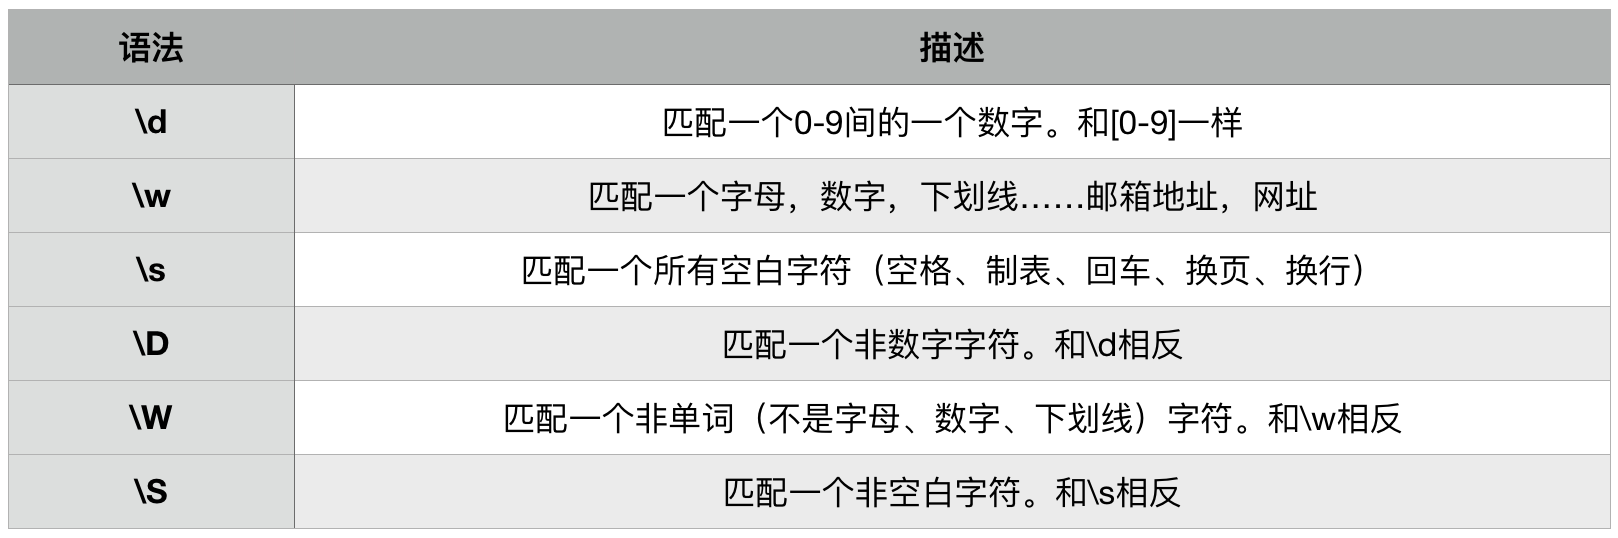 语法 描述
\d 匹配一个0-9间的一个数字。和[0-9]一样
\w 匹配一个字母，数字，下划线……邮箱地址，网址
\s 匹配一个所有空白字符（空格、制表、回车、换页、换行）
\D 匹配一个非数字字符。和\d相反
\W 匹配一个非单词（不是字母、数字、下划线）字符。和\w相反
\S 匹配一个非空白字符。和\s相反